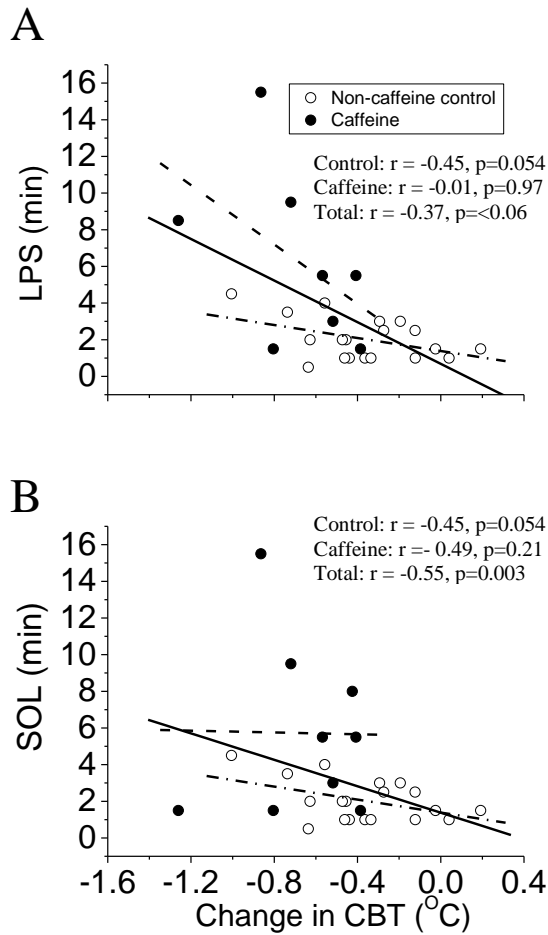 A
16
14
12
10
8
6
4
2
0
LPS (min)
Non-caffeine control
Caffeine
Control: r = -0.45, p=0.054
Caffeine: r = -0.01, p=0.97
Total: r = -0.37, p=<0.06
B
16
14
12
10
8
6
4
2
0
SOL (min)
Control: r = -0.45, p=0.054
Caffeine: r =- 0.49, p=0.21
Total: r = -0.55, p=0.003
-1.6 -1.2 -0.8 -0.4 0.0 0.4
Change in CBT (°C)